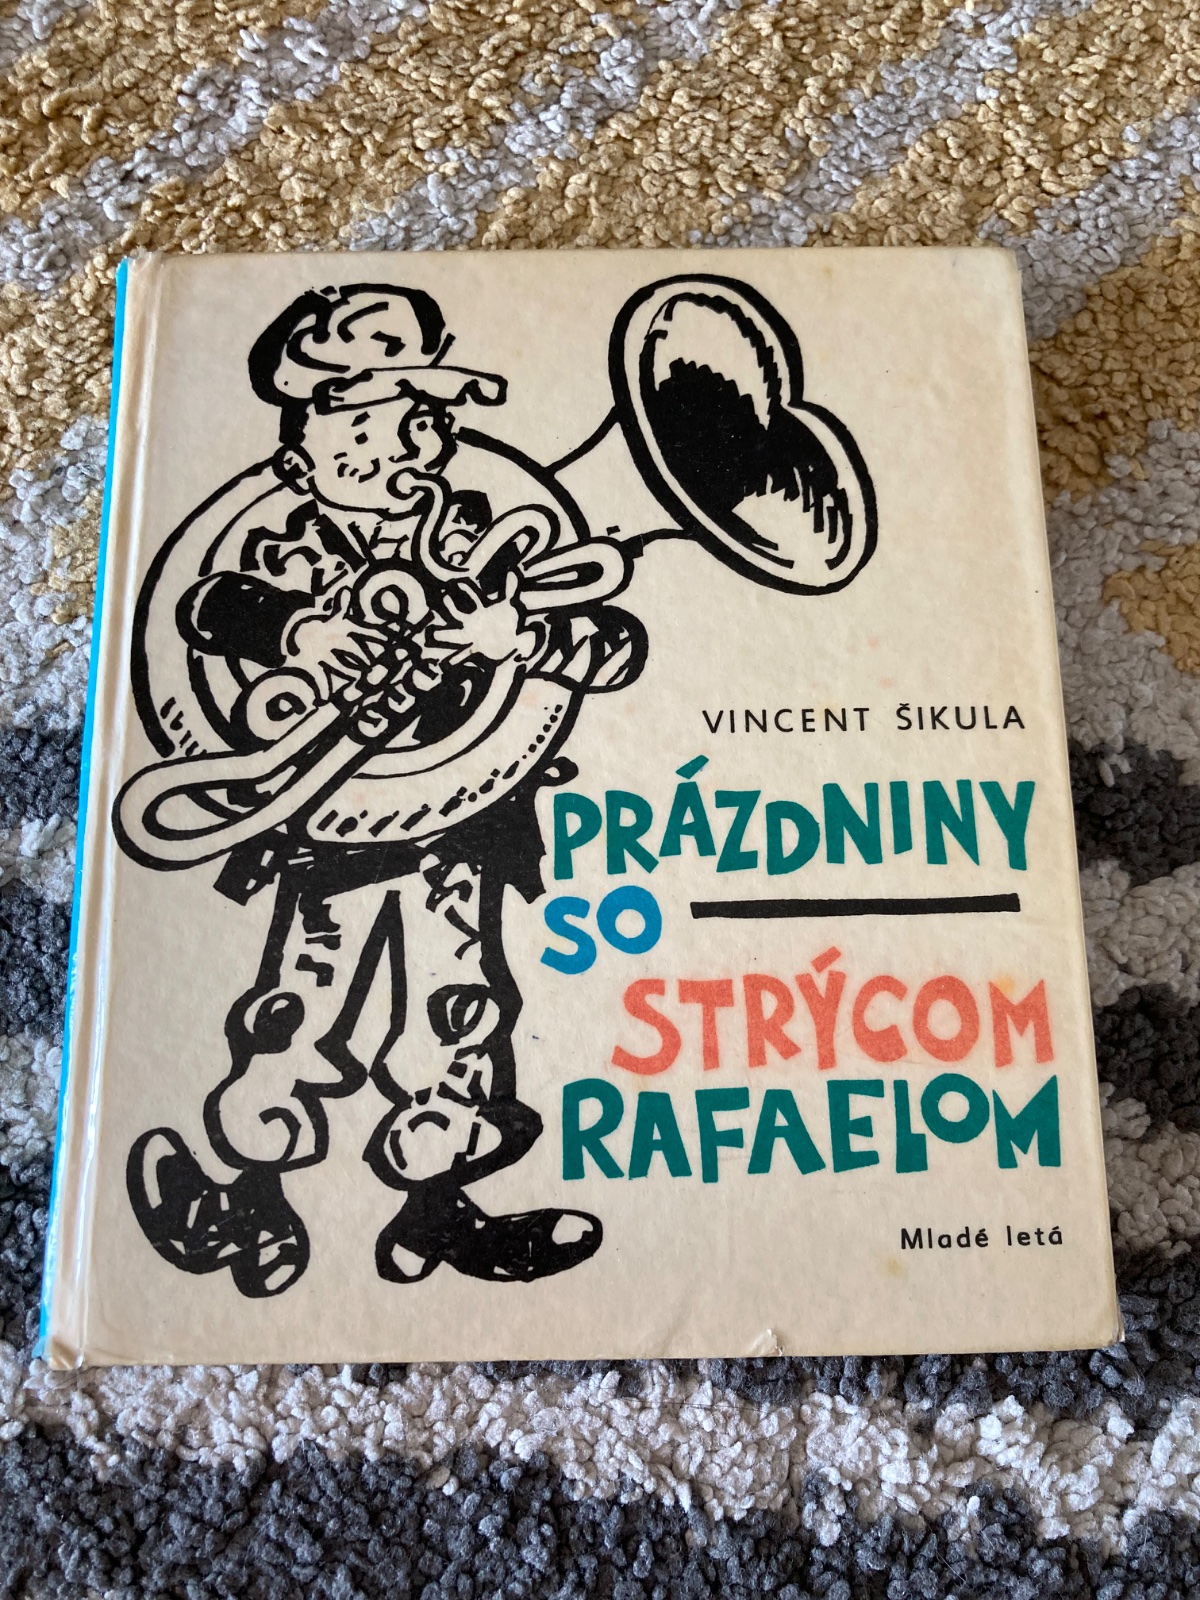 VINCENT ŠIKULA
PRÁZDNINY
SO
STRÝCOM
RAFAELOM
Mladé letá